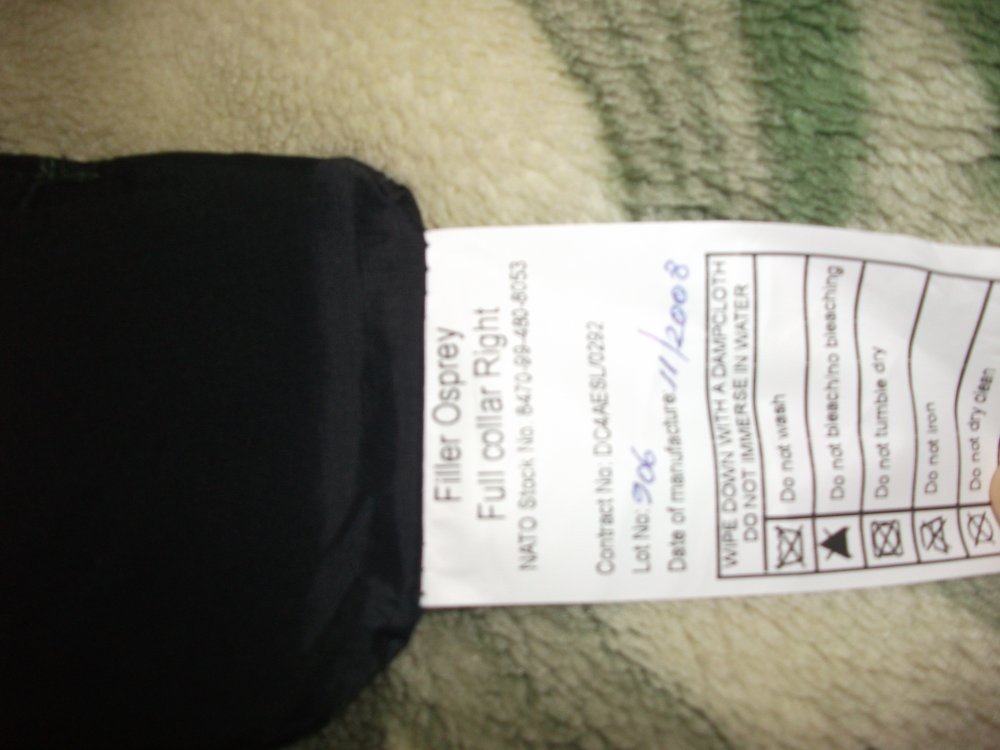 Filler Osprey
Full collar Right
NATO Stock No. 8470-99-480-8053
Contract No: DC4AESL/0292
Lot No: 906
Date of manufacture 11/2008
WIPE DOWN WITH A DAMPCLOTH
DO NOT IMMERSE IN WATER
Do not wash
Do not bleach/no bleaching
Do not tumble dry
Do not iron
Do not dry clean